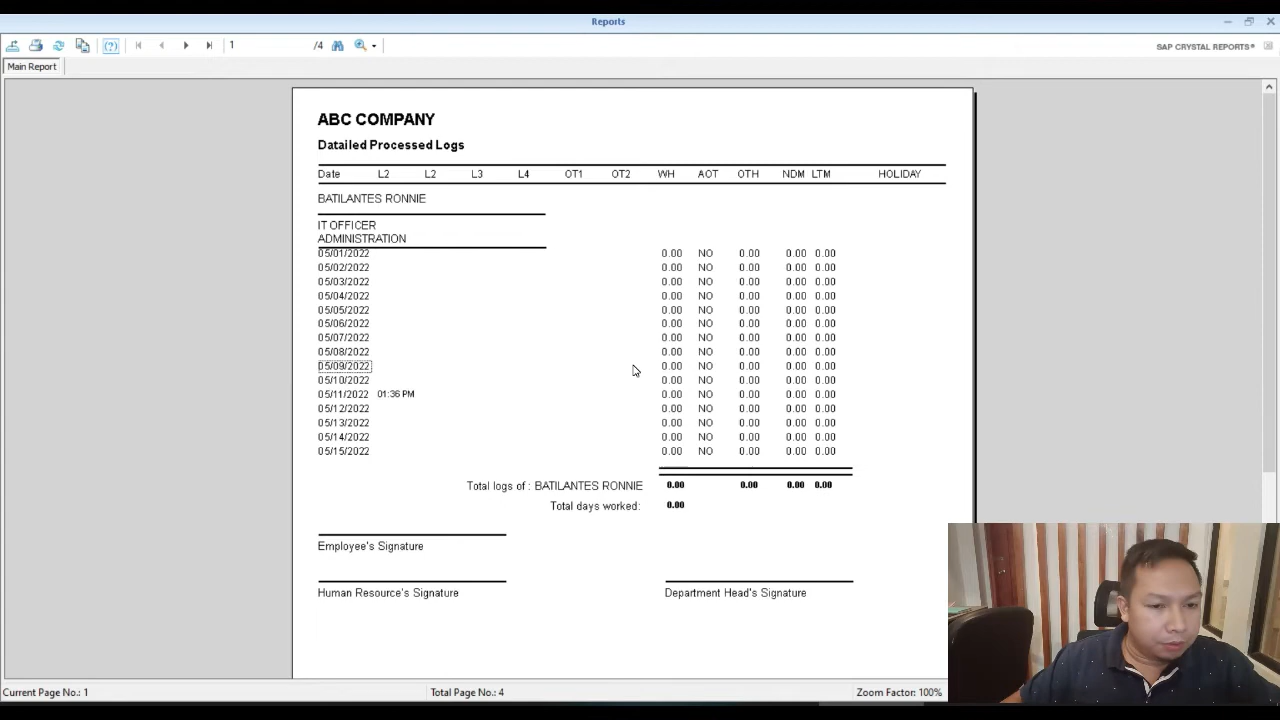 Reports
1 /4 SAP CRYSTAL REPORTS®
Main Report
ABC COMPANY
Datailed Processed Logs
Date L2 L2 L3 L4 OT1 OT2 WH AOT OTH NDM LTM HOLIDAY
BATILANTES RONNIE
IT OFFICER
ADMINISTRATION
05/01/2022 0.00 NO 0.00 0.00 0.00
05/02/2022 0.00 NO 0.00 0.00 0.00
05/03/2022 0.00 NO 0.00 0.00 0.00
05/04/2022 0.00 NO 0.00 0.00 0.00
05/05/2022 0.00 NO 0.00 0.00 0.00
05/06/2022 0.00 NO 0.00 0.00 0.00
05/07/2022 0.00 NO 0.00 0.00 0.00
05/08/2022 0.00 NO 0.00 0.00 0.00
05/09/2022 0.00 NO 0.00 0.00 0.00
05/10/2022 0.00 NO 0.00 0.00 0.00
05/11/2022 01:36 PM 0.00 NO 0.00 0.00 0.00
05/12/2022 0.00 NO 0.00 0.00 0.00
05/13/2022 0.00 NO 0.00 0.00 0.00
05/14/2022 0.00 NO 0.00 0.00 0.00
05/15/2022 0.00 NO 0.00 0.00 0.00
Total logs of : BATILANTES RONNIE 0.00 0.00 0.00 0.00
Total days worked: 0.00
Employee's Signature
Human Resource's Signature Department Head's Signature
Current Page No.: 1 Total Page No.: 4 Zoom Factor: 100%